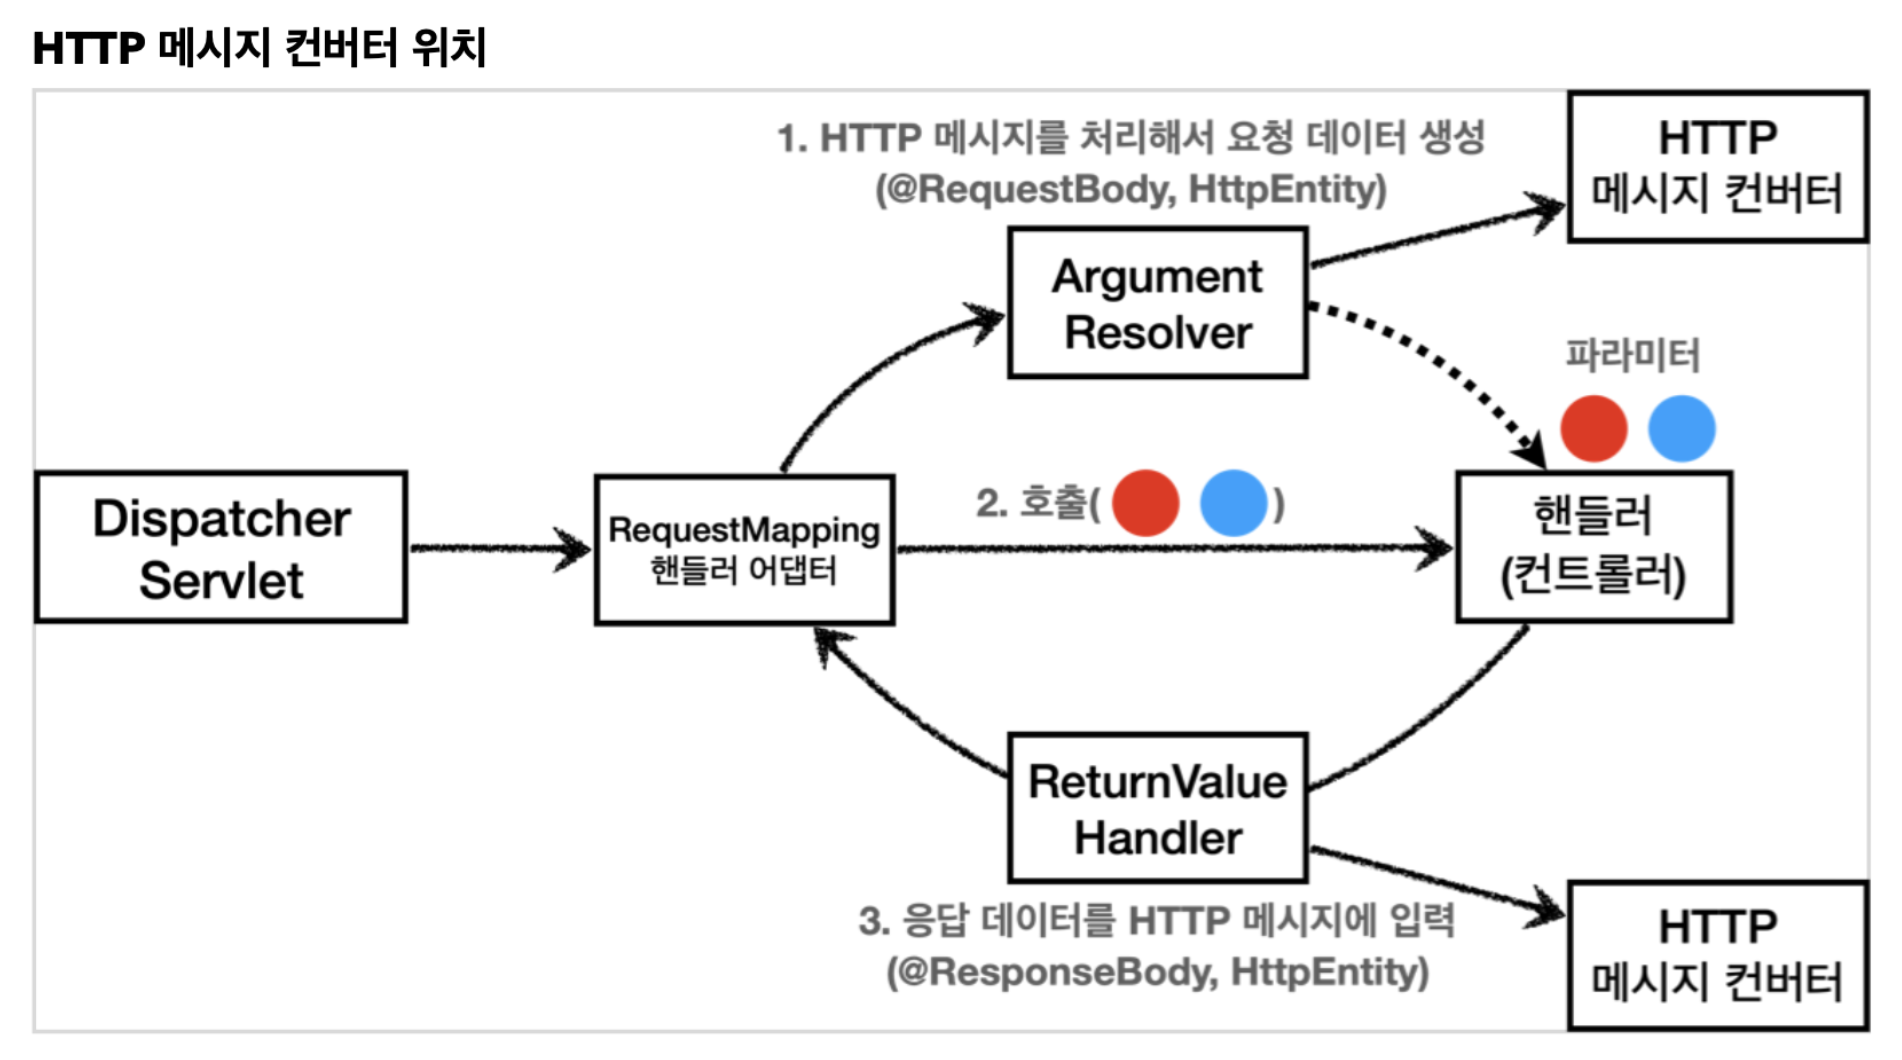 HTTP 메시지 컨버터 위치
1. HTTP 메시지를 처리해서 요청 데이터 생성
(@RequestBody, HttpEntity)
HTTP
메시지 컨버터
Argument
Resolver
파라미터
2. 호출( )
Dispatcher
Servlet
RequestMapping
핸들러 어댑터
핸들러
(컨트롤러)
ReturnValue
Handler
3. 응답 데이터를 HTTP 메시지에 입력
(@ResponseBody, HttpEntity)
HTTP
메시지 컨버터